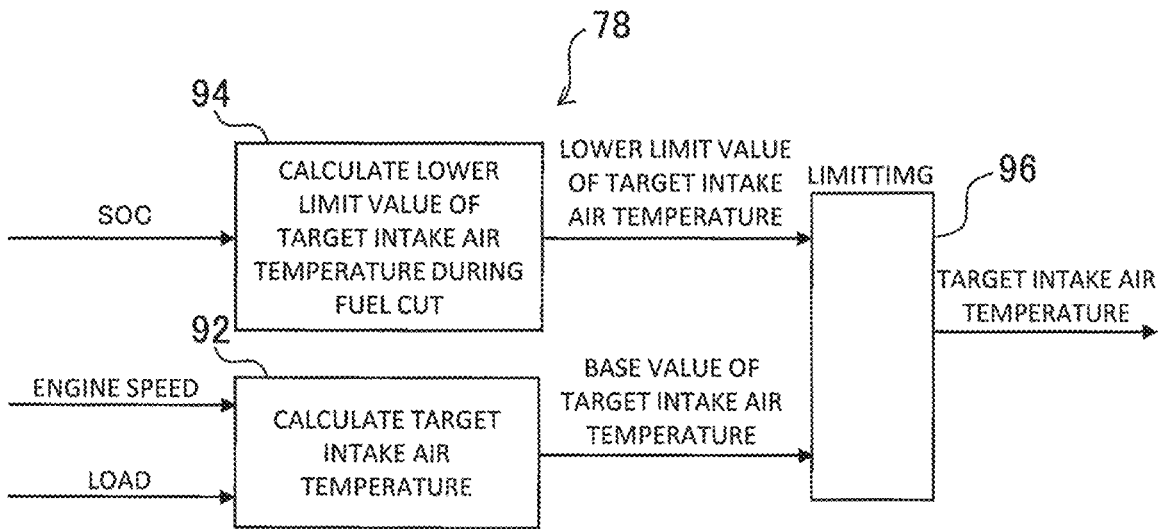 78
94
CALCULATE LOWER
LIMIT VALUE OF
TARGET INTAKE AIR
TEMPERATURE DURING
FUEL CUT
SOC
LOWER LIMIT VALUE
OF TARGET INTAKE
AIR TEMPERATURE
LIMITTIMG
96
TARGET INTAKE AIR
TEMPERATURE
92
ENGINE SPEED
LOAD
CALCULATE TARGET
INTAKE AIR
TEMPERATURE
BASE VALUE OF
TARGET INTAKE AIR
TEMPERATURE